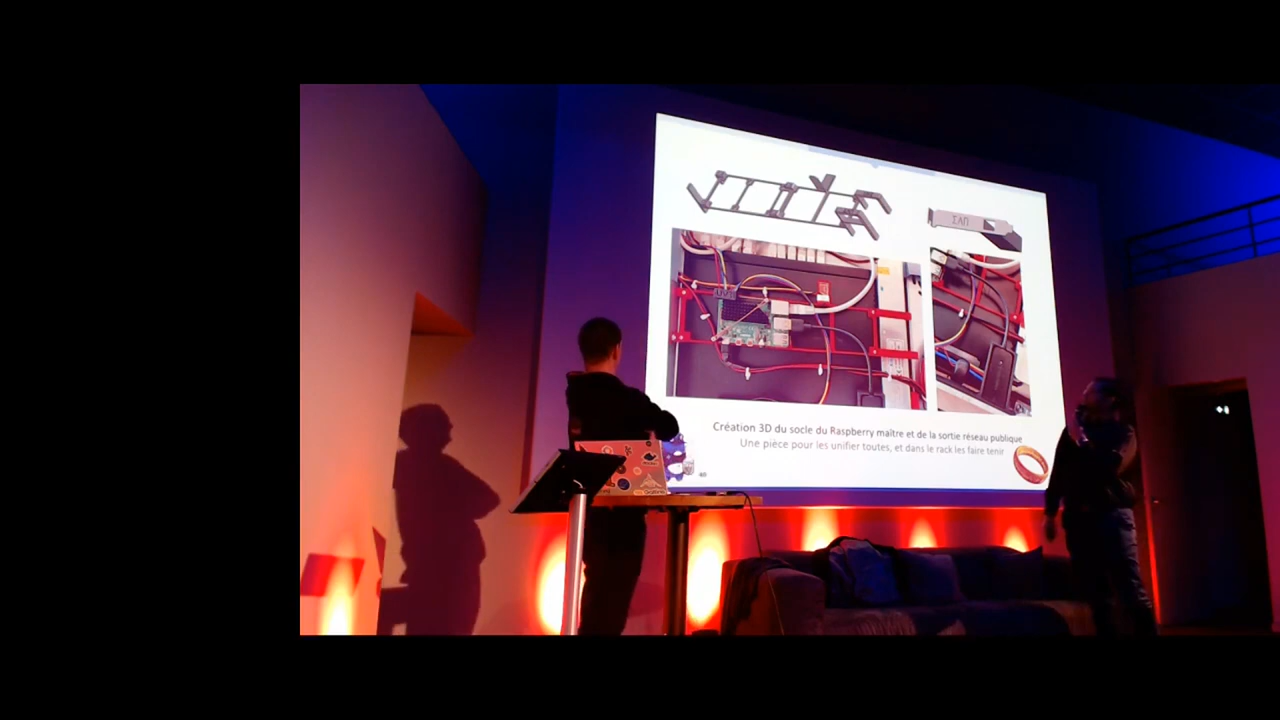 ΣΛΠ
Création 3D du socle du Raspberry maître et de la sortie réseau publique
Une pièce pour les unifier toutes, et dans le rack les faire tenir